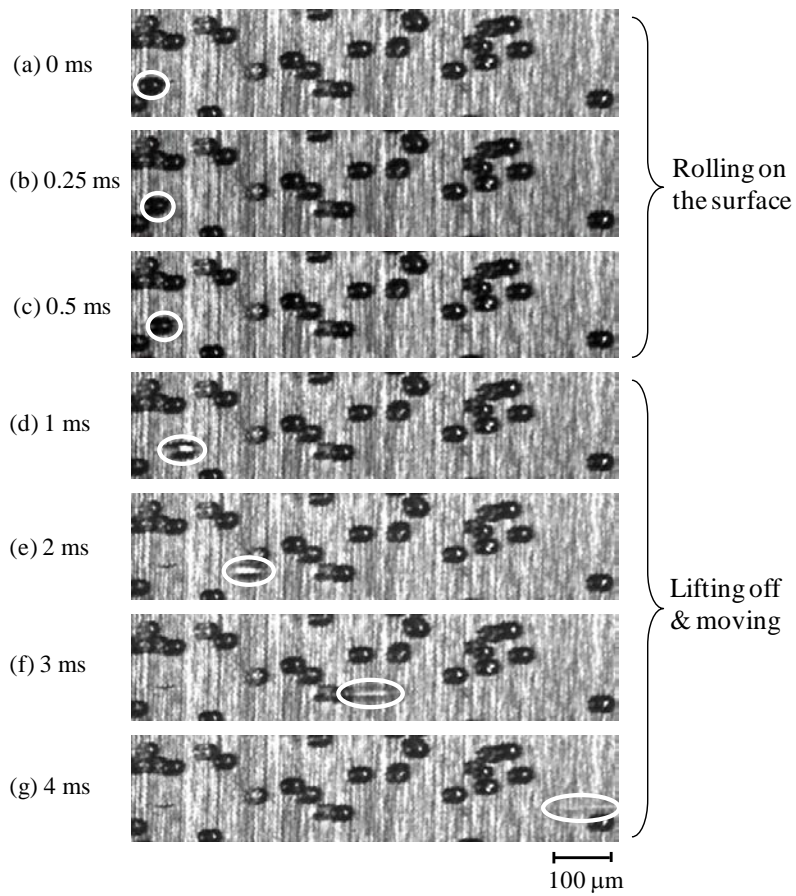 (a) 0 ms
(b) 0.25 ms
(c) 0.5 ms
Rolling on
the surface
(d) 1 ms
(e) 2 ms
(f) 3 ms
(g) 4 ms
Lifting off
& moving
100 μm